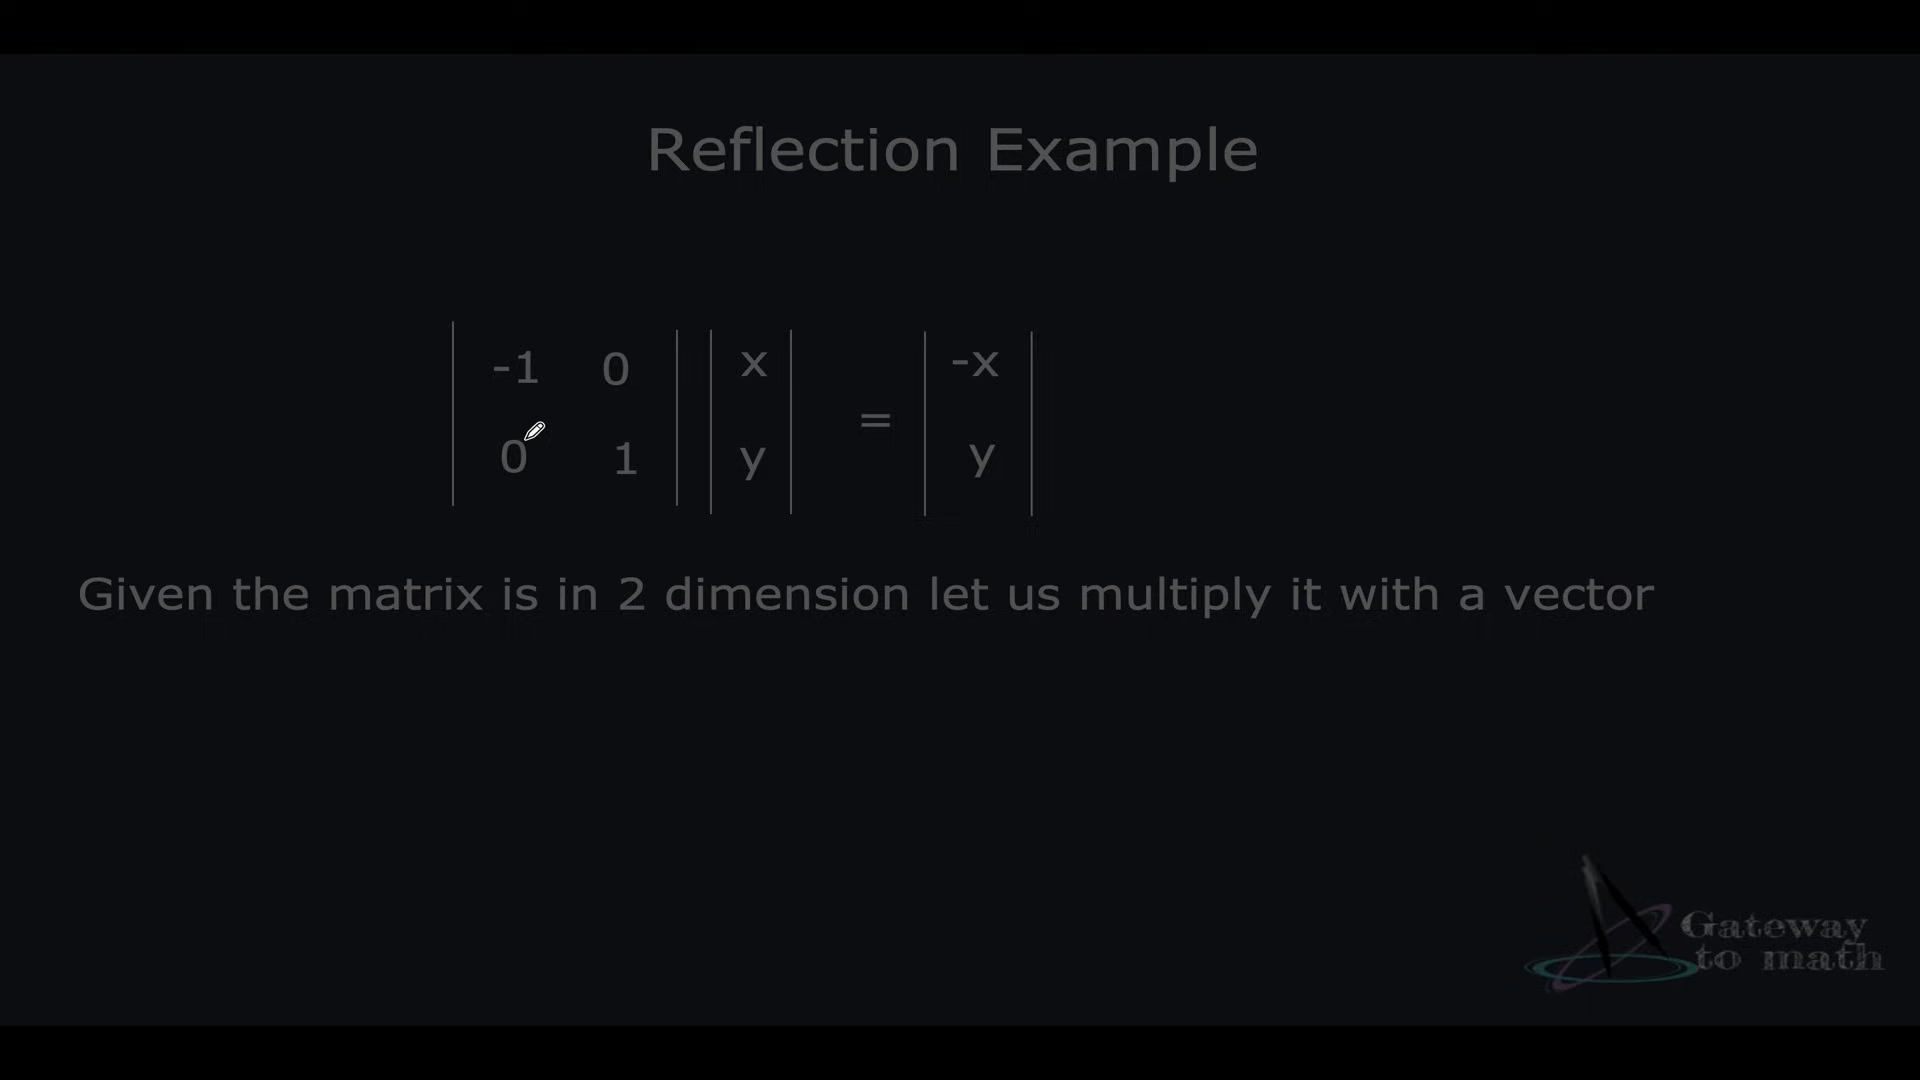 Reflection Example
-1 0 x = -x
0 1 y y
Given the matrix is in 2 dimension let us multiply it with a vector
Gateway
to math